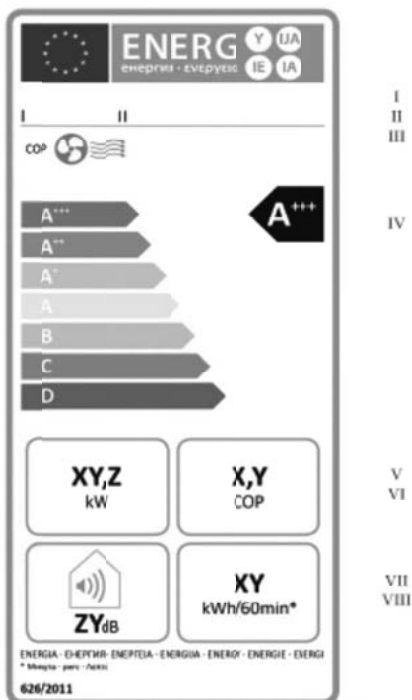 ENERG Y IJA
енергия · ενεργεια IE IA
I II
I
II
III
COP
A+++
IV
A+++
A++
A+
A
B
C
D
XY,Z
kW
X,Y
COP
V
VI
ZYdB
XY
kWh/60min*
VII
VIII
ENERGIA · ЕНЕРГИЯ · ΕΝΕΡΓΕΙΑ · ENERGIJA · ENERGY · ENERGIE · ENERGI
626/2011